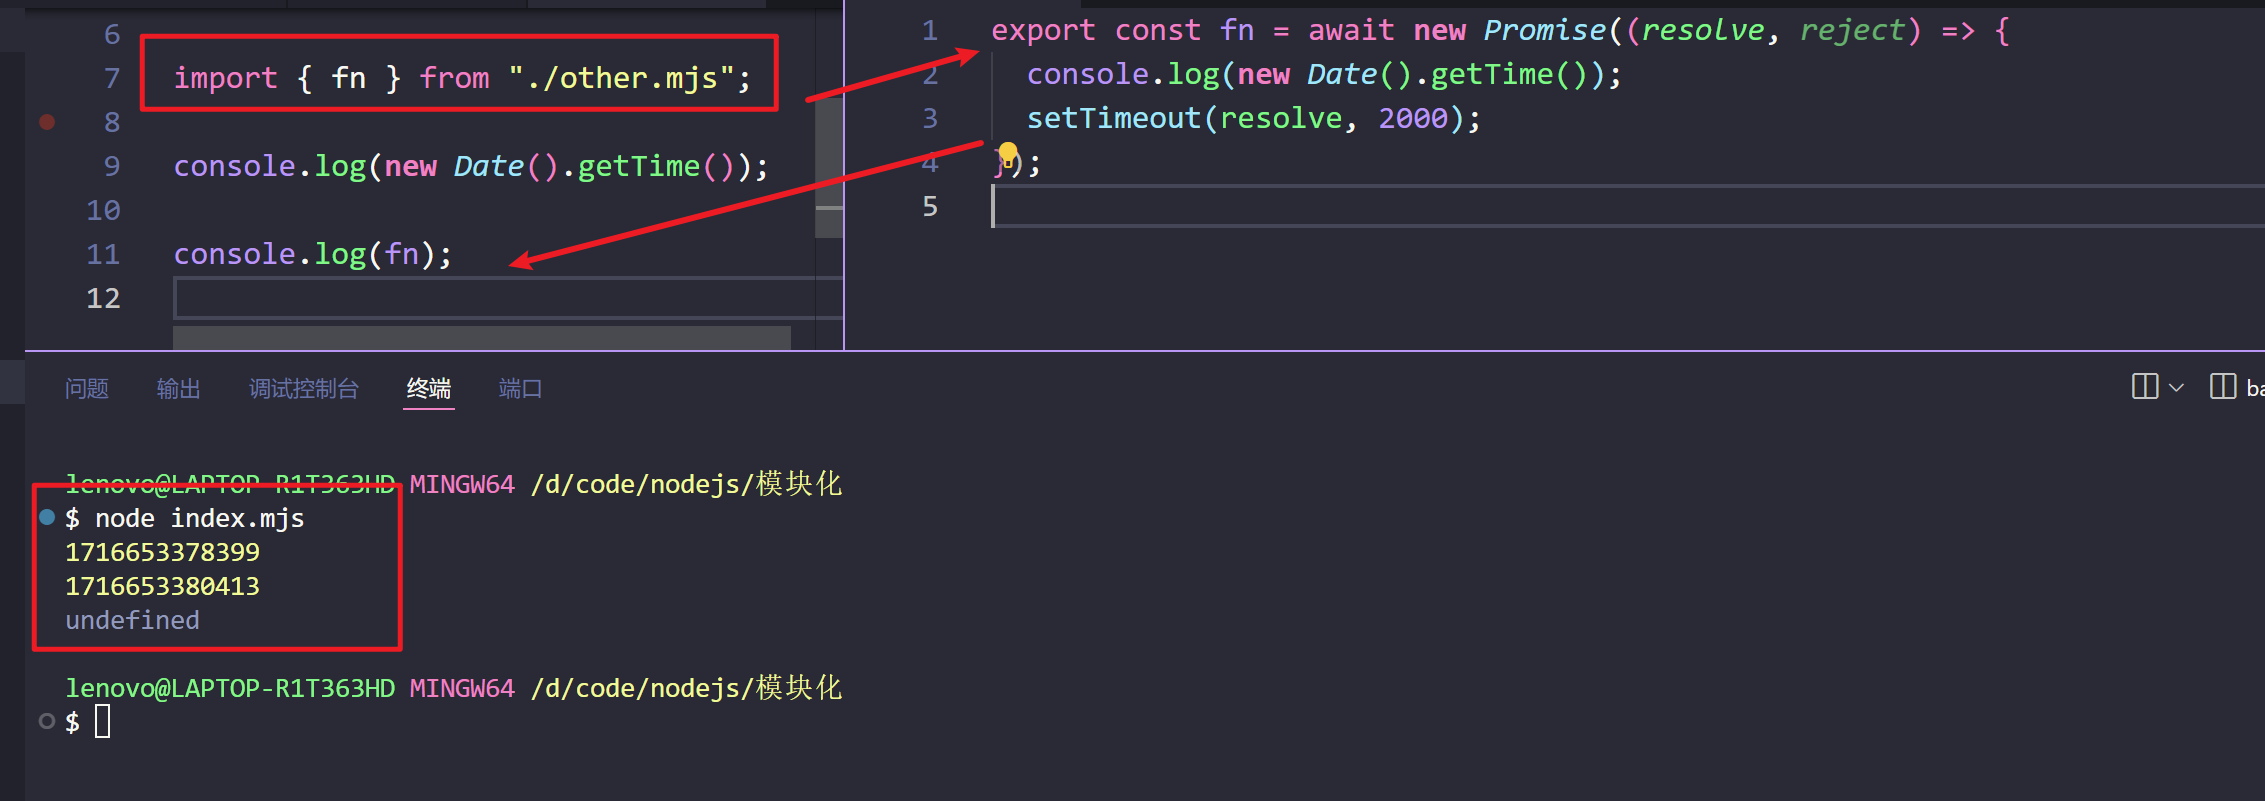 6
7 import { fn } from "./other.mjs";
8
9 console.log(new Date().getTime());
10
11 console.log(fn);
12
1 export const fn = await new Promise((resolve, reject) => {
2 console.log(new Date().getTime());
3 setTimeout(resolve, 2000);
4 });
5
问题 输出 调试控制台 终端 端口
lenovo@LAPTOP-R1T363HD MINGW64 /d/code/nodejs/模块化
$ node index.mjs
1716653378399
1716653380413
undefined
lenovo@LAPTOP-R1T363HD MINGW64 /d/code/nodejs/模块化
$